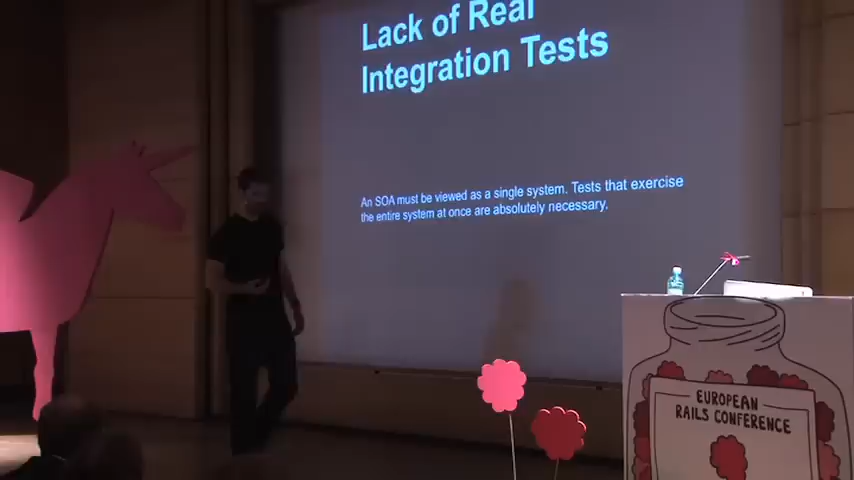 Lack of Real
Integration Tests
An SOA must be viewed as a single system. Tests that exercise
the entire system at once are absolutely necessary.
EUROPEAN
RAILS CONFERENCE